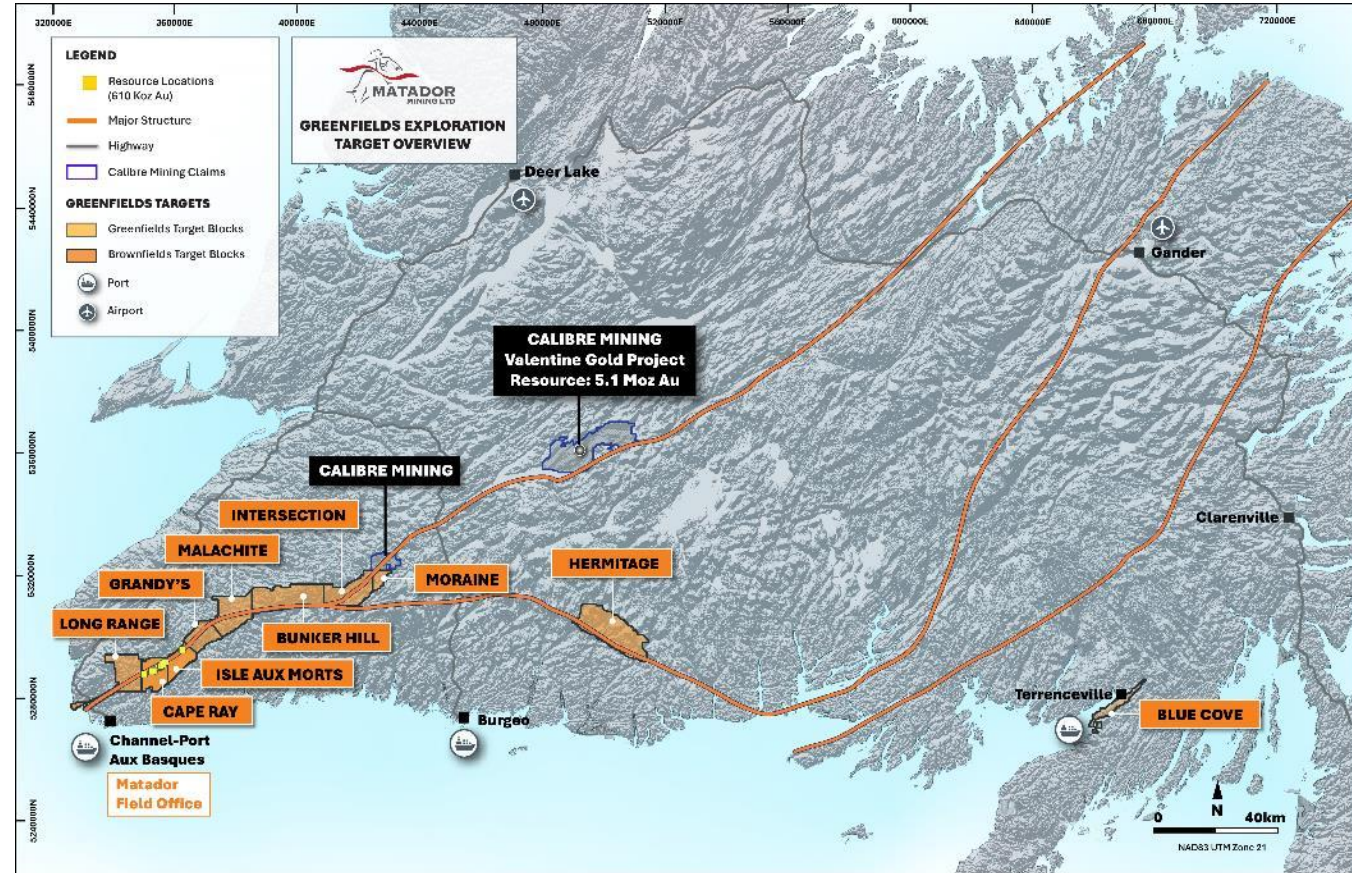 320000E 360000E 400000E 440000E 480000E 520000E 560000E 600000E 640000E 680000E 720000E
LEGEND
Resource Locations
(610 Koz Au)
Major Structure
Highway
Calibre Mining Claims
GREENFIELDS TARGETS
Greenfields Target Blocks
Brownfields Target Blocks
Port
Airport
MATADOR
MINING LTD
GREENFIELDS EXPLORATION
TARGET OVERVIEW
5480000N
5440000N
5400000N
5360000N
5320000N
5280000N
5240000N
Deer Lake
Gander
CALIBRE MINING
Valentine Gold Project
Resource: 5.1 Moz Au
CALIBRE MINING
INTERSECTION
MALACHITE
GRANDY'S
LONG RANGE
MORAINE
HERMITAGE
BUNKER HILL
ISLE AUX MORTS
CAPE RAY
Clarenville
Terrenceville
BLUE COVE
Burgeo
Channel-Port
Aux Basques
Matador
Field Office
N
0 40km
NAD83 UTM Zone 21